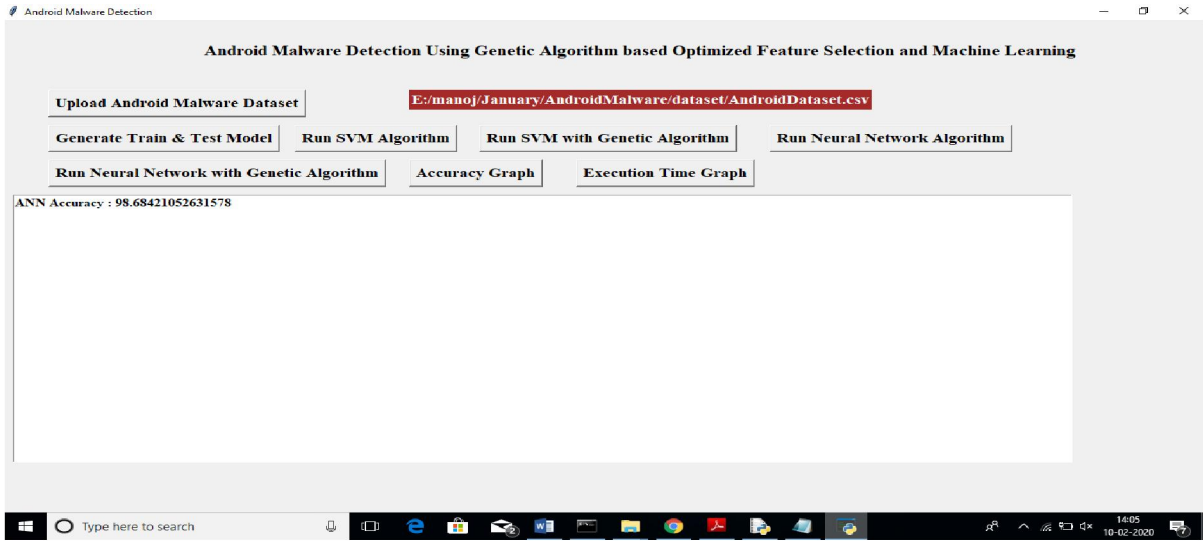 Android Malware Detection
Android Malware Detection Using Genetic Algorithm based Optimized Feature Selection and Machine Learning
Upload Android Malware Dataset
E:/manoj/January/AndroidMalware/dataset/AndroidDataset.csv
Generate Train & Test Model
Run SVM Algorithm
Run SVM with Genetic Algorithm
Run Neural Network Algorithm
Run Neural Network with Genetic Algorithm
Accuracy Graph
Execution Time Graph
ANN Accuracy : 98.68421052631578
Type here to search
14:05
10-02-2020